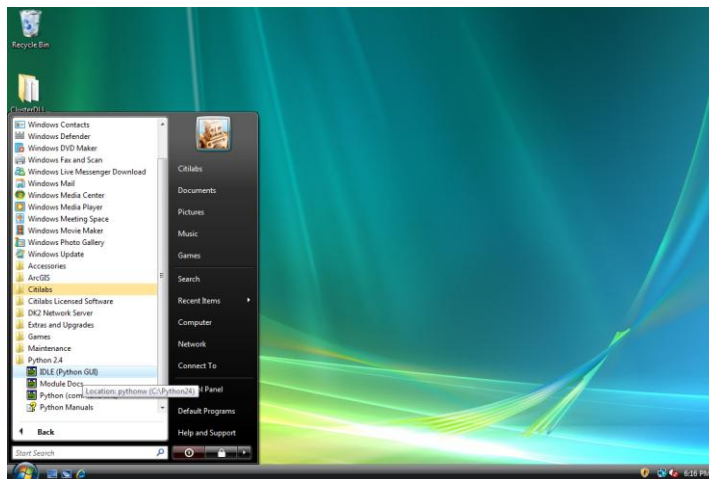 Recycle Bin
Windows Contacts
Windows Defender
Windows DVD Maker
Windows Fax and Scan
Windows Live Messenger Download
Windows Mail
Windows Media Center
Windows Media Player
Windows Meeting Space
Windows Movie Maker
Windows Photo Gallery
Windows Update
Accessories
ArcGIS
Citilabs
Citilabs Licensed Software
DK2 Network Server
Extras and Upgrades
Games
Maintenance
Python 2.4
IDLE (Python GUI)
Module Docs
Location: pythonw (C:\Python24)
Python (com
Python Manuals
Back
Start Search
Citilabs
Documents
Pictures
Music
Games
Search
Recent Items
Computer
Network
Connect To
Panel
Default Programs
Help and Support
6:16 PM